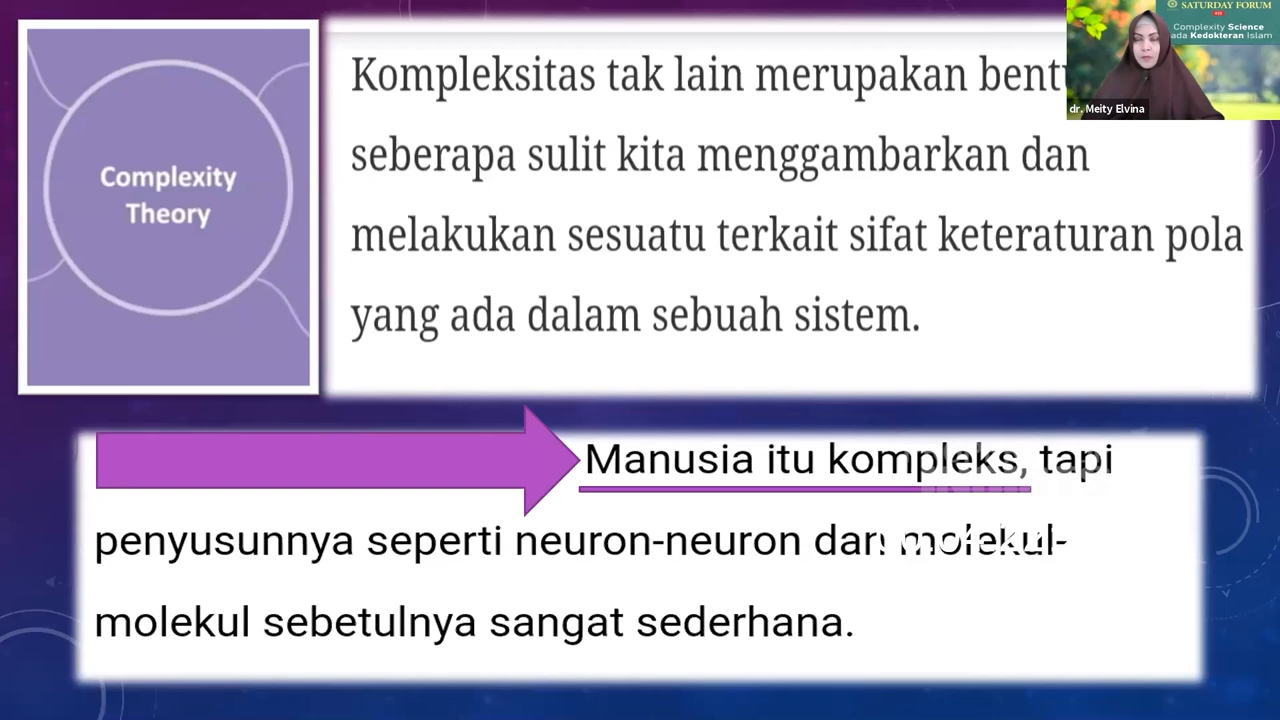 Complexity
Theory
Kompleksitas tak lain merupakan
seberapa sulit kita menggambarkan dan
melakukan sesuatu terkait sifat keteraturan pola
yang ada dalam sebuah sistem.
SATURDAY FORUM
Complexity Science
Kedokteran Islam
dr. Meity Elvina
Manusia itu kompleks, tapi
penyusunnya seperti neuron-neuron dan molekul-
molekul sebetulnya sangat sederhana.